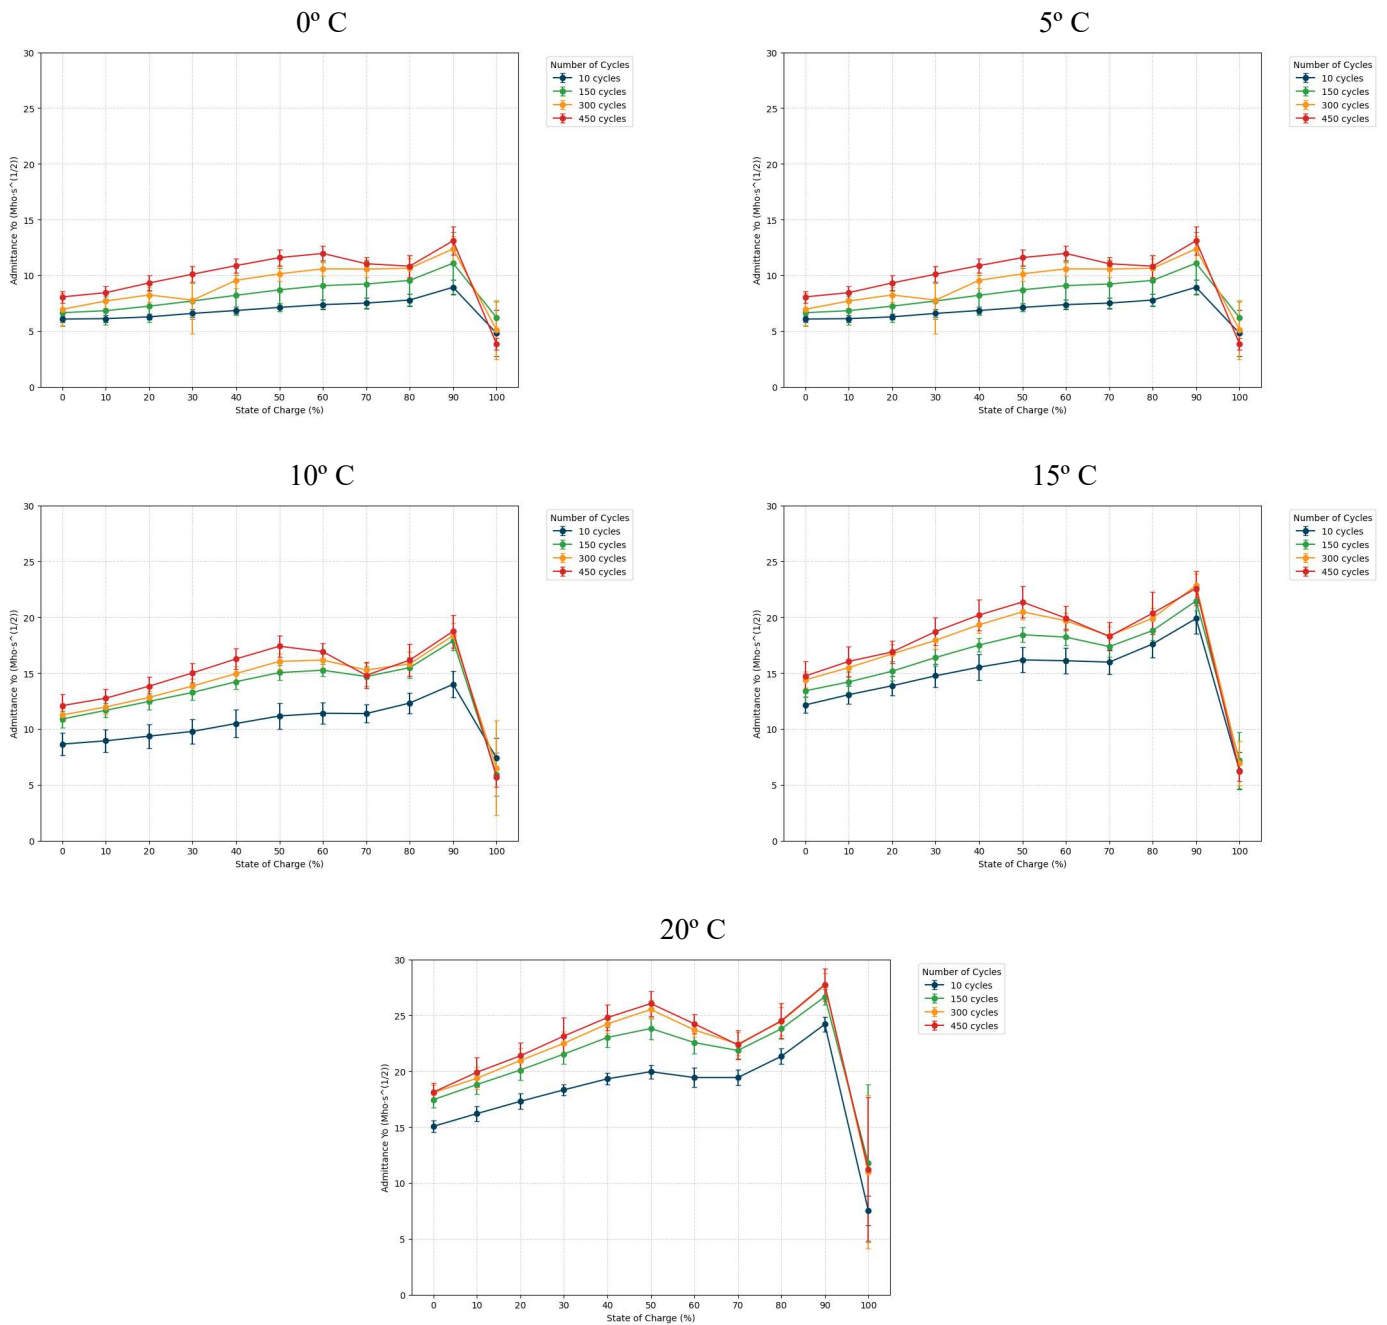 0º C
5º C
Number of Cycles
10 cycles
150 cycles
300 cycles
450 cycles
Admittance Yo (Mho·s^(1/2))
30
25
20
15
10
5
0
0 10 20 30 40 50 60 70 80 90 100
State of Charge (%)
Number of Cycles
10 cycles
150 cycles
300 cycles
450 cycles
Admittance Yo (Mho·s^(1/2))
30
25
20
15
10
5
0
0 10 20 30 40 50 60 70 80 90 100
State of Charge (%)
10º C
15º C
Number of Cycles
10 cycles
150 cycles
300 cycles
450 cycles
Admittance Yo (Mho·s^(1/2))
30
25
20
15
10
5
0
0 10 20 30 40 50 60 70 80 90 100
State of Charge (%)
Number of Cycles
10 cycles
150 cycles
300 cycles
450 cycles
Admittance Yo (Mho·s^(1/2))
30
25
20
15
10
5
0
0 10 20 30 40 50 60 70 80 90 100
State of Charge (%)
20º C
Number of Cycles
10 cycles
150 cycles
300 cycles
450 cycles
Admittance Yo (Mho·s^(1/2))
30
25
20
15
10
5
0
0 10 20 30 40 50 60 70 80 90 100
State of Charge (%)